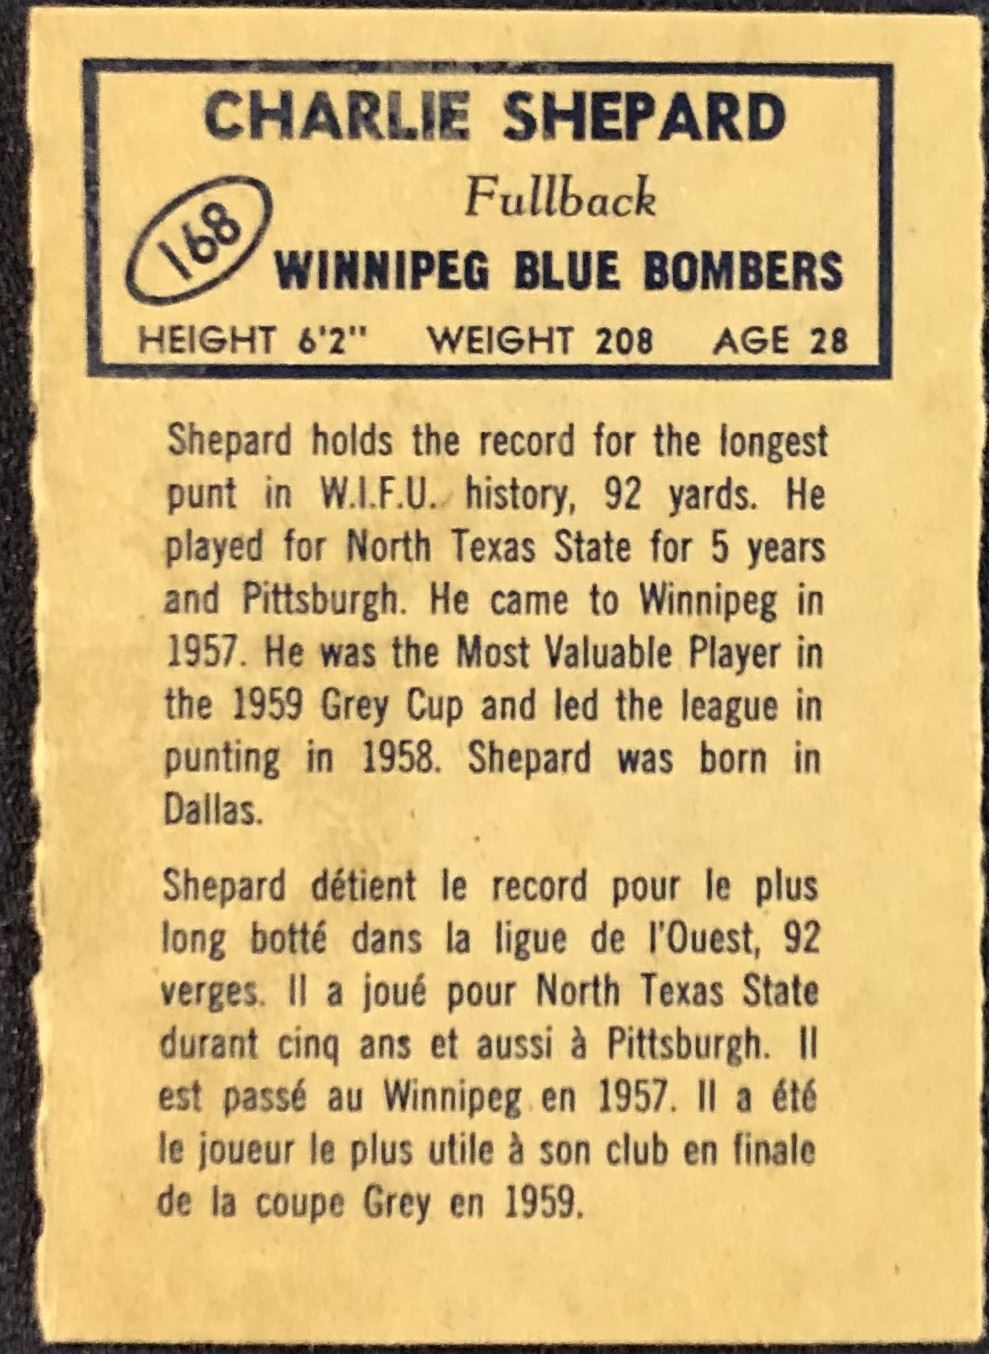 CHARLIE SHEPARD
Fullback
168
WINNIPEG BLUE BOMBERS
HEIGHT 6'2" WEIGHT 208 AGE 28
Shepard holds the record for the longest
punt in W.I.F.U. history, 92 yards. He
played for North Texas State for 5 years
and Pittsburgh. He came to Winnipeg in
1957. He was the Most Valuable Player in
the 1959 Grey Cup and led the league in
punting in 1958. Shepard was born in
Dallas.
Shepard détient le record pour le plus
long botté dans la ligue de l'Ouest, 92
verges. Il a joué pour North Texas State
durant cinq ans et aussi à Pittsburgh. Il
est passé au Winnipeg en 1957. Il a été
le joueur le plus utile à son club en finale
de la coupe Grey en 1959.